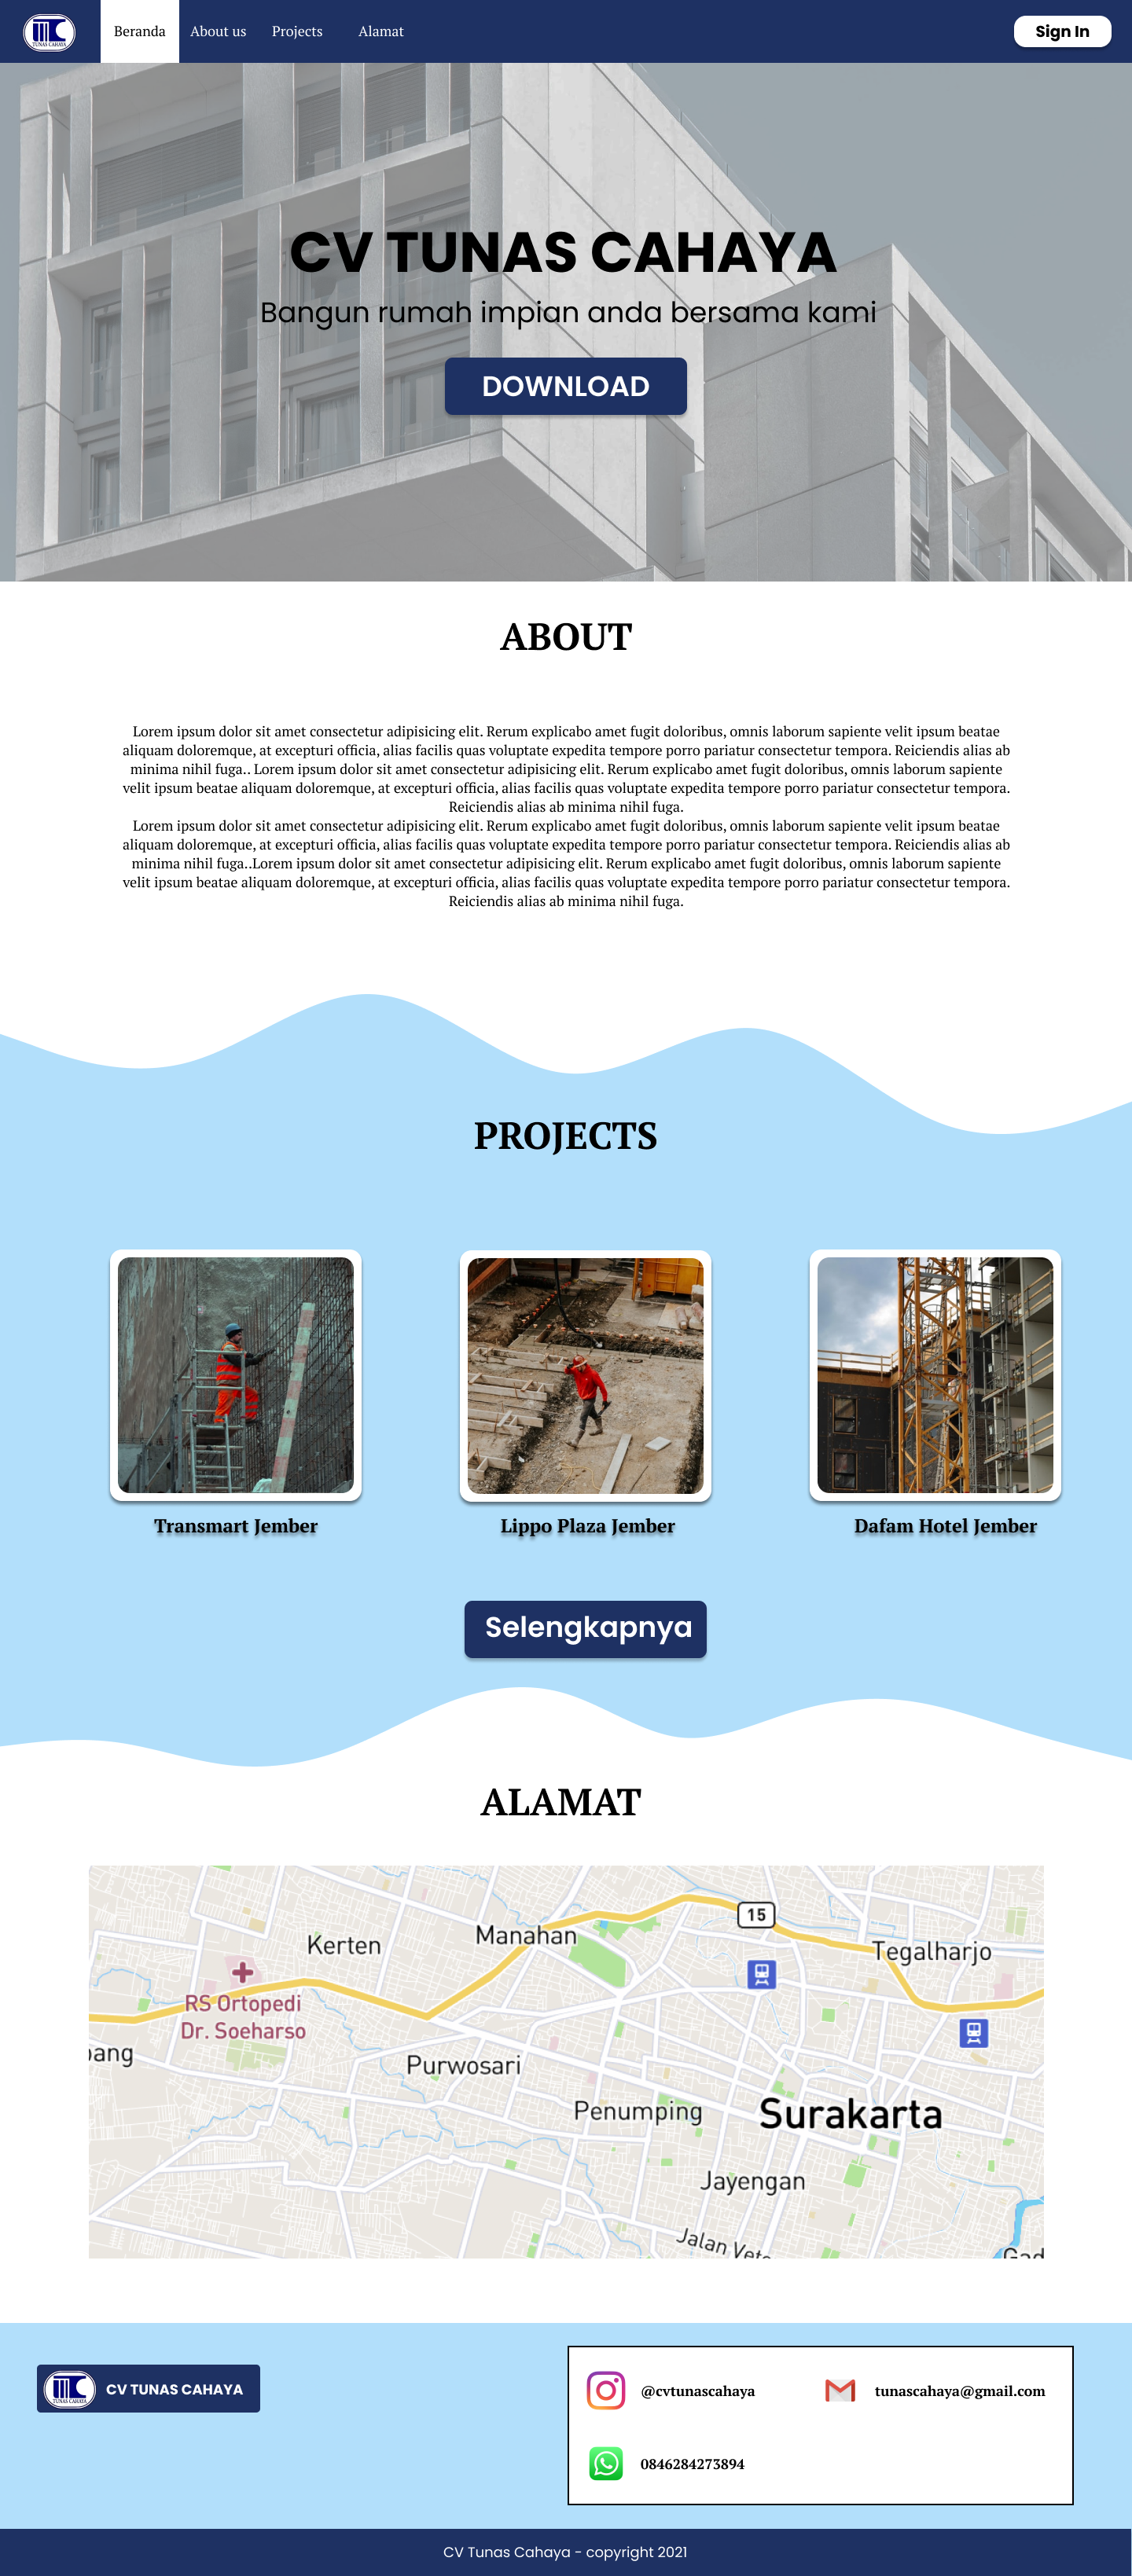 TUNAS CAHAYA
Beranda
About us
Projects
Alamat
Sign In
CV TUNAS CAHAYA
Bangun rumah impian anda bersama kami
DOWNLOAD
ABOUT
Lorem ipsum dolor sit amet consectetur adipisicing elit. Rerum explicabo amet fugit doloribus, omnis laborum sapiente velit ipsum beatae
aliquam doloremque, at excepturi officia, alias facilis quas voluptate expedita tempore porro pariatur consectetur tempora. Reiciendis alias ab
minima nihil fuga.. Lorem ipsum dolor sit amet consectetur adipisicing elit. Rerum explicabo amet fugit doloribus, omnis laborum sapiente
velit ipsum beatae aliquam doloremque, at excepturi officia, alias facilis quas voluptate expedita tempore porro pariatur consectetur tempora.
Reiciendis alias ab minima nihil fuga.
Lorem ipsum dolor sit amet consectetur adipisicing elit. Rerum explicabo amet fugit doloribus, omnis laborum sapiente velit ipsum beatae
aliquam doloremque, at excepturi officia, alias facilis quas voluptate expedita tempore porro pariatur consectetur tempora. Reiciendis alias ab
minima nihil fuga..Lorem ipsum dolor sit amet consectetur adipisicing elit. Rerum explicabo amet fugit doloribus, omnis laborum sapiente
velit ipsum beatae aliquam doloremque, at excepturi officia, alias facilis quas voluptate expedita tempore porro pariatur consectetur tempora.
Reiciendis alias ab minima nihil fuga.
PROJECTS
Transmart Jember
Lippo Plaza Jember
Dafam Hotel Jember
Selengkapnya
ALAMAT
15
Manahan
Kerten
Tegalharjo
RS Ortopedi
Dr. Soeharso
pang
Purwosari
Penumping
Surakarta
Jayengan
Jalan Vete
Gad
TUNAS CAHAYA
CV TUNAS CAHAYA
@cvtunascahaya
tunascahaya@gmail.com
0846284273894
CV Tunas Cahaya - copyright 2021